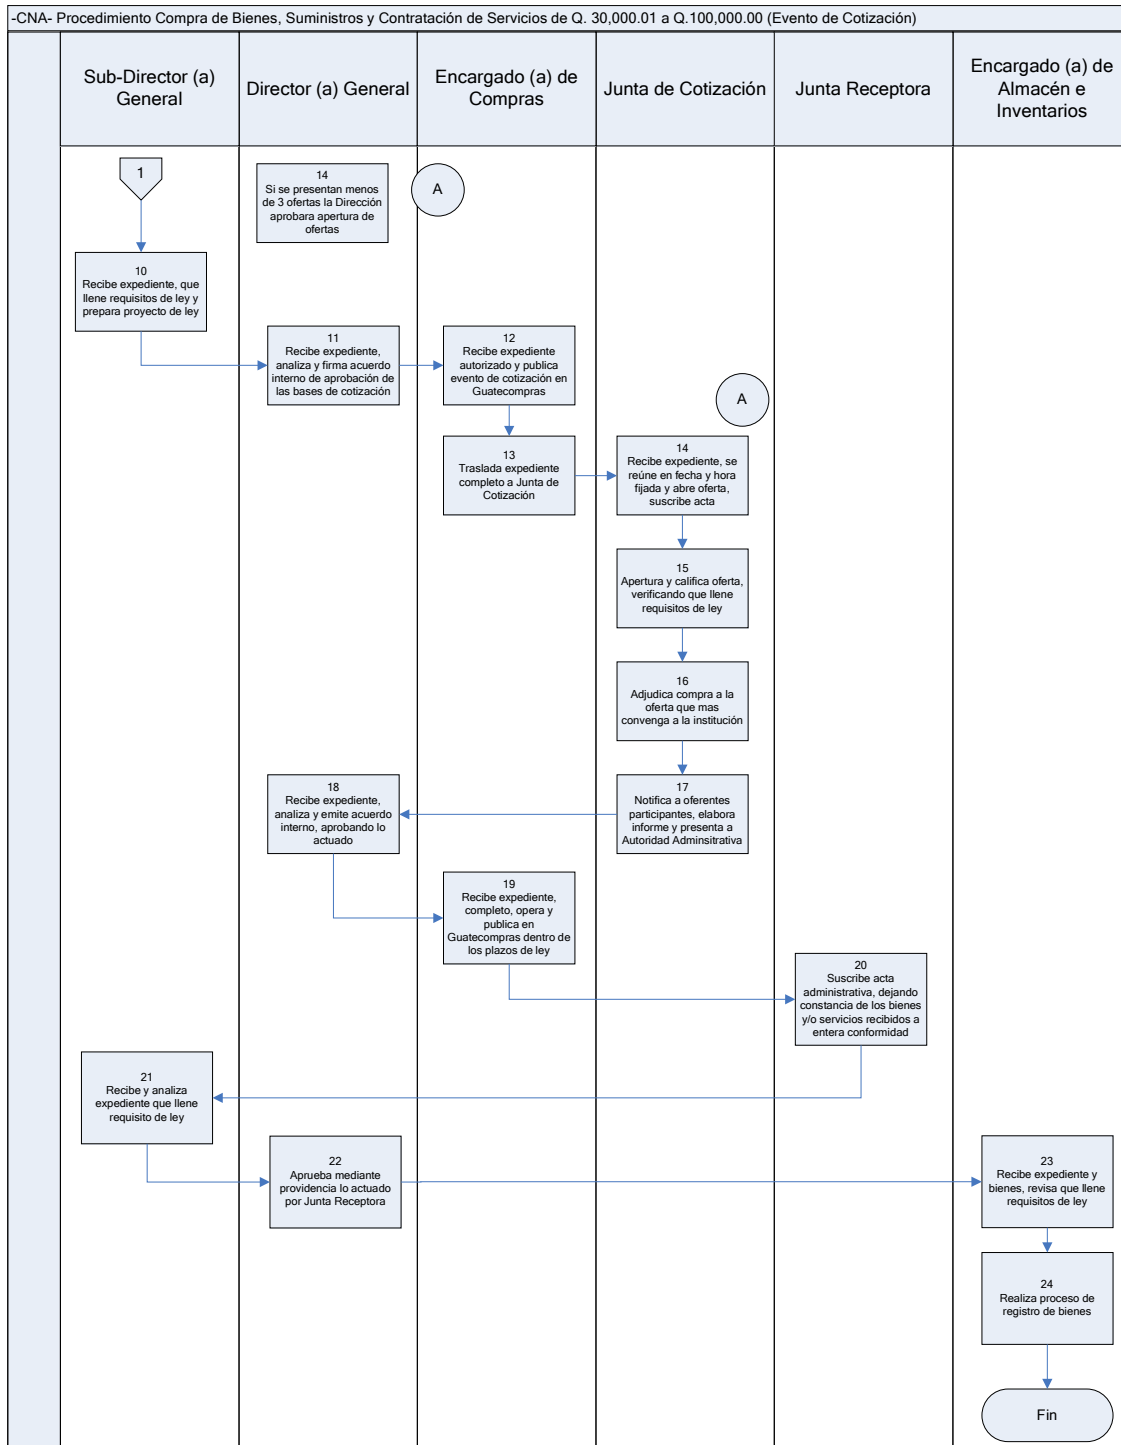 -CNA- Procedimiento Compra de Bienes, Suministros y Contratación de Servicios de Q. 30,000.01 a Q.100,000.00 (Evento de Cotización)
Sub-Director (a)
General
Director (a) General
Encargado (a) de
Compras
Junta de Cotización
Junta Receptora
Encargado (a) de
Almacén e
Inventarios
1
14
Si se presentan menos
de 3 ofertas la Dirección
aprobara apertura de
ofertas
A
10
Recibe expediente, que
llene requisitos de ley y
prepara proyecto de ley
11
Recibe expediente,
analiza y firma acuerdo
interno de aprobación de
las bases de cotización
12
Recibe expediente
autorizado y publica
evento de cotización en
Guatecompras
A
13
Traslada expediente
completo a Junta de
Cotización
14
Recibe expediente, se
reúne en fecha y hora
fijada y abre oferta,
suscribe acta
15
Apertura y califica oferta,
verificando que llene
requisitos de ley
16
Adjudica compra a la
oferta que mas
convenga a la institución
17
Notifica a oferentes
participantes, elabora
informe y presenta a
Autoridad Adminsitrativa
18
Recibe expediente,
analiza y emite acuerdo
interno, aprobando lo
actuado
19
Recibe expediente,
completo, opera y
publica en
Guatecompras dentro de
los plazos de ley
20
Suscribe acta
administrativa, dejando
constancia de los bienes
y/o servicios recibidos a
entera conformidad
21
Recibe y analiza
expediente que llene
requisito de ley
22
Aprueba mediante
providencia lo actuado
por Junta Receptora
23
Recibe expediente y
bienes, revisa que llene
requisitos de ley
24
Realiza proceso de
registro de bienes
Fin